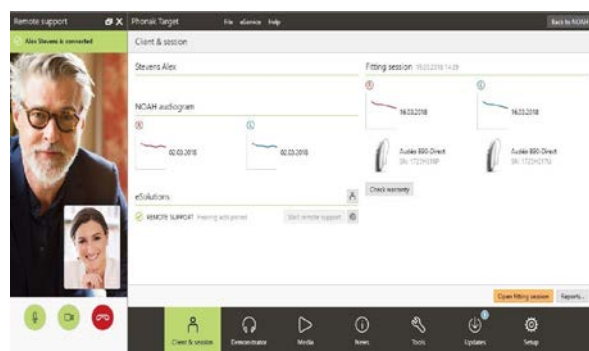 Remote support
Phonak Target
File eService Help
Back to NOAH
Alex Stevens is connected
Client & session
Stevens Alex
Fitting session
R
L
16.03.2018
16.03.2018
NOAH audiogram
R
L
02.03.2018
02.03.2018
Audéo B90-Direct
Audéo B90-Direct
Check warranty
eSolutions
REMOTE SUPPORT Hearing aids paired
Start remote support
Open fitting session
Reports...
Client & session
Demonstrator
Media
News
Tools
Updates
Setup